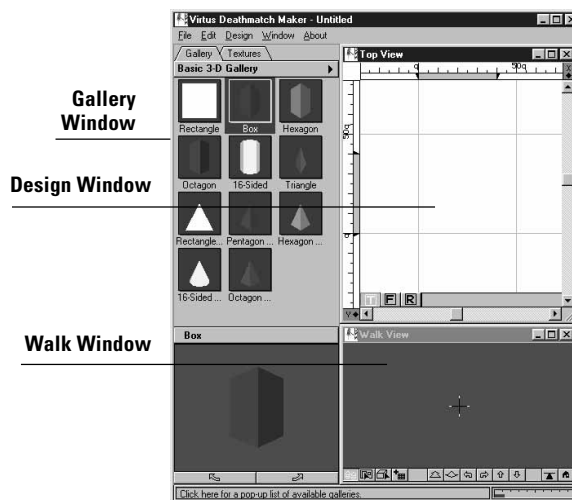 Virtus Deathmatch Maker - Untitled
File Edit Design Window About
Gallery Textures
Basic 3-D Gallery
Rectangle Box Hexagon
Octagon 16-Sided Triangle
Rectangle... Pentagon ... Hexagon ...
16-Sided ... Octagon ...
Top View
T F R
Gallery
Window
Design Window
Walk Window
Box
Walk View
Click here for a pop-up list of available galleries.